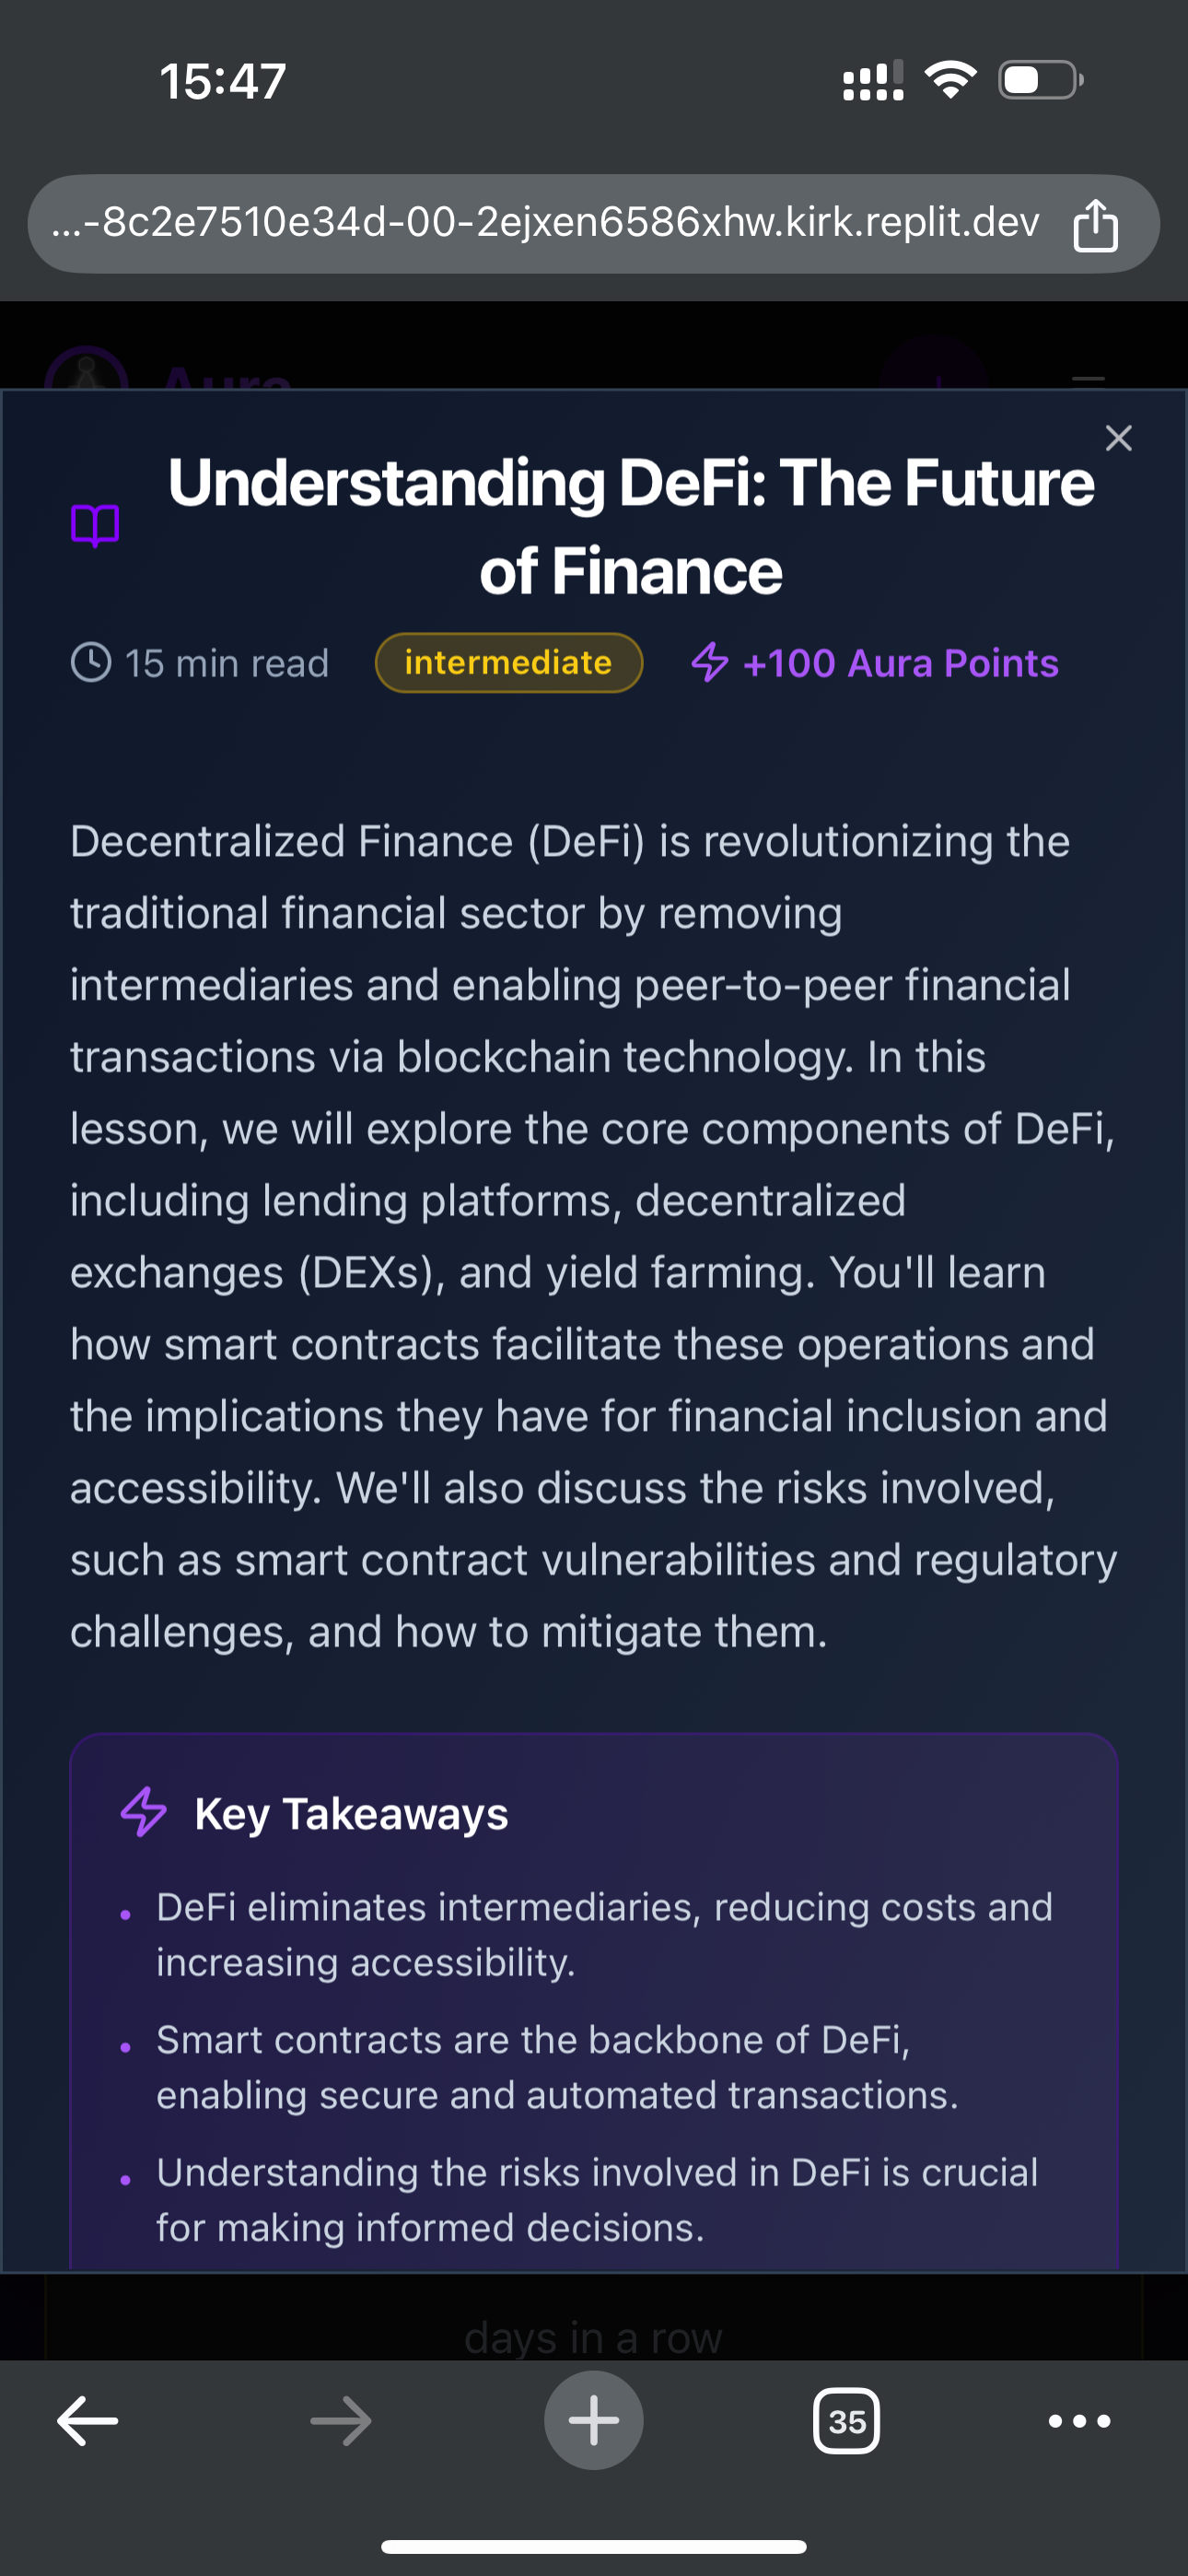 15:47
...-8c2e7510e34d-00-2ejxen6586xhw.kirk.replit.dev
Aura
Understanding DeFi: The Future
of Finance
15 min read
intermediate
+100 Aura Points
Decentralized Finance (DeFi) is revolutionizing the
traditional financial sector by removing
intermediaries and enabling peer-to-peer financial
transactions via blockchain technology. In this
lesson, we will explore the core components of DeFi,
including lending platforms, decentralized
exchanges (DEXs), and yield farming. You'll learn
how smart contracts facilitate these operations and
the implications they have for financial inclusion and
accessibility. We'll also discuss the risks involved,
such as smart contract vulnerabilities and regulatory
challenges, and how to mitigate them.
Key Takeaways
• DeFi eliminates intermediaries, reducing costs and
increasing accessibility.
• Smart contracts are the backbone of DeFi,
enabling secure and automated transactions.
• Understanding the risks involved in DeFi is crucial
for making informed decisions.
days in a row
35